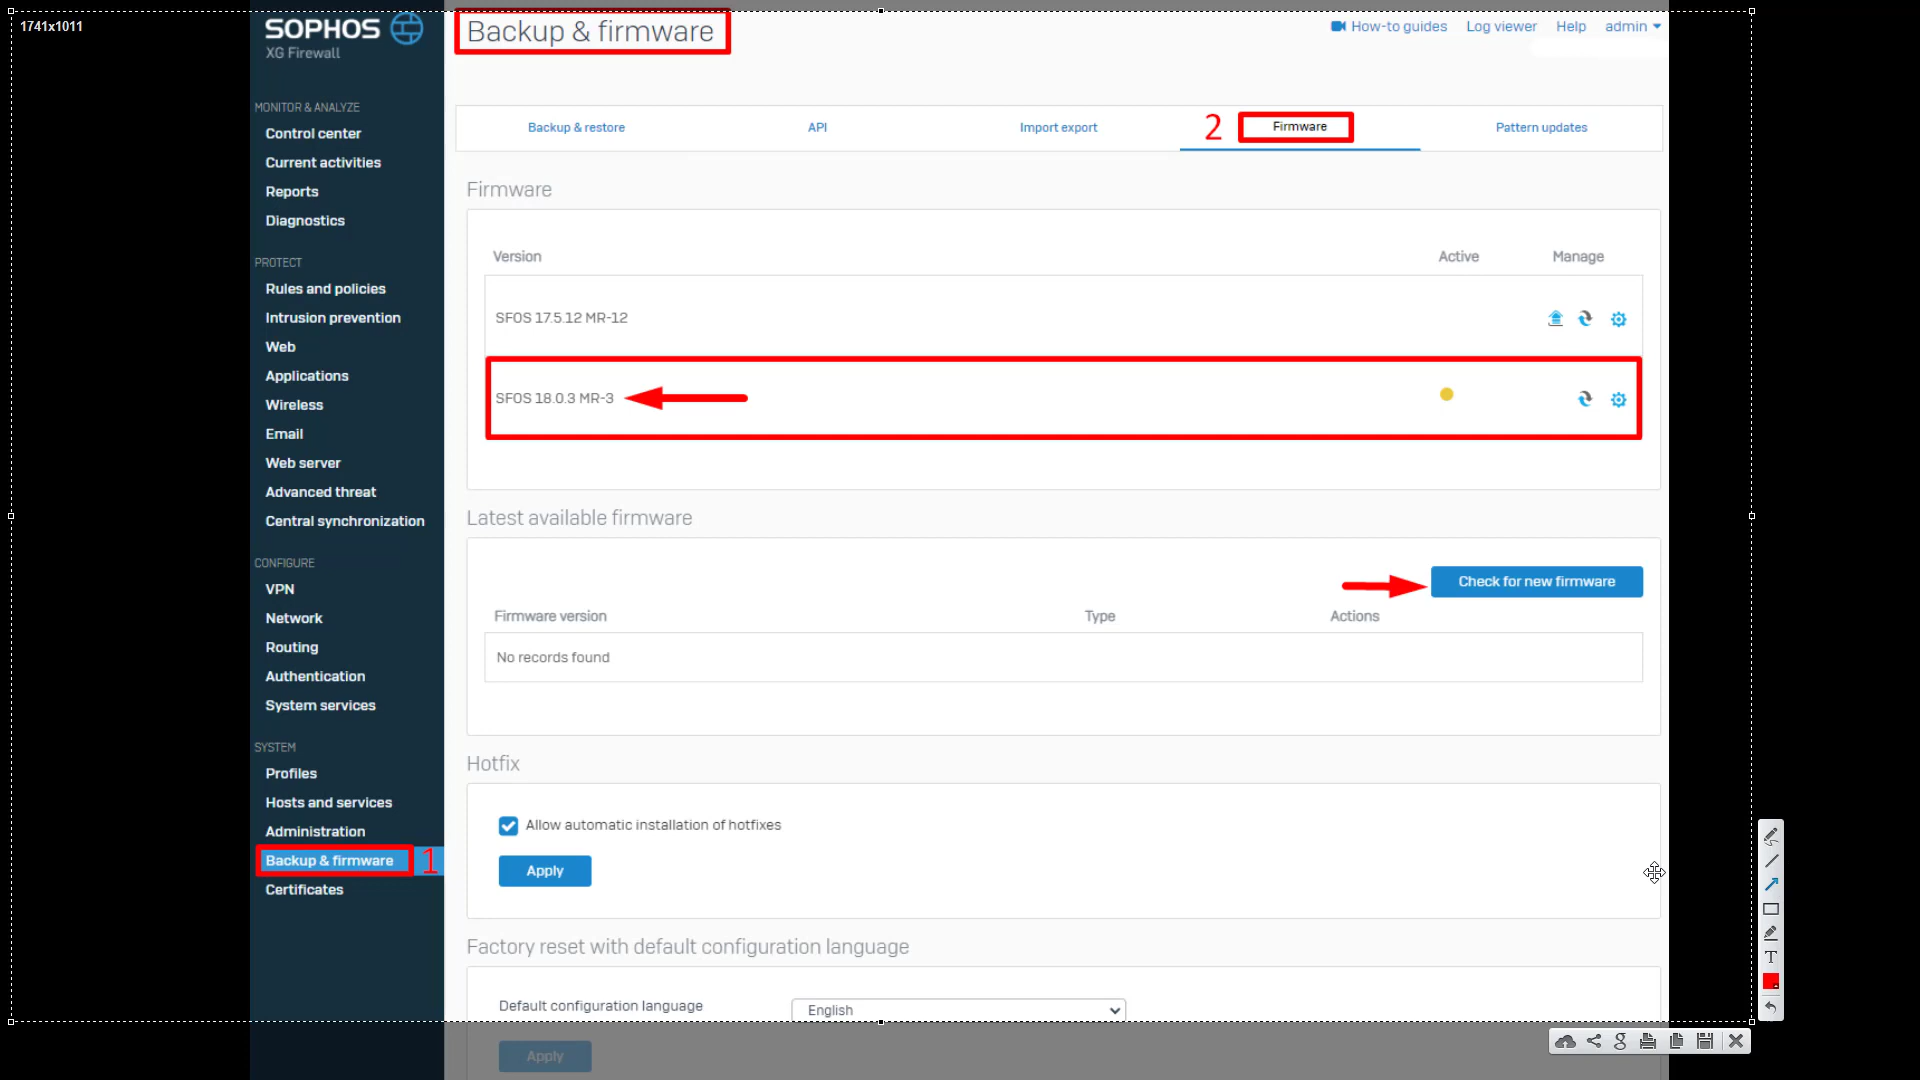 1741x1011
SOPHOS
XG Firewall
Backup & firmware
How-to guides Log viewer Help admin
MONITOR & ANALYZE
Control center
Current activities
Reports
Diagnostics
PROTECT
Rules and policies
Intrusion prevention
Web
Applications
Wireless
Email
Web server
Advanced threat
Central synchronization
CONFIGURE
VPN
Network
Routing
Authentication
System services
SYSTEM
Profiles
Hosts and services
Administration
Backup & firmware 1
Certificates
Backup & restore API Import export 2 Firmware Pattern updates
Firmware
Version Active Manage
SFOS 17.5.12 MR-12
SFOS 18.0.3 MR-3
Latest available firmware
Check for new firmware
Firmware version Type Actions
No records found
Hotfix
Allow automatic installation of hotfixes
Apply
Factory reset with default configuration language
Default configuration language English
Apply
T
g